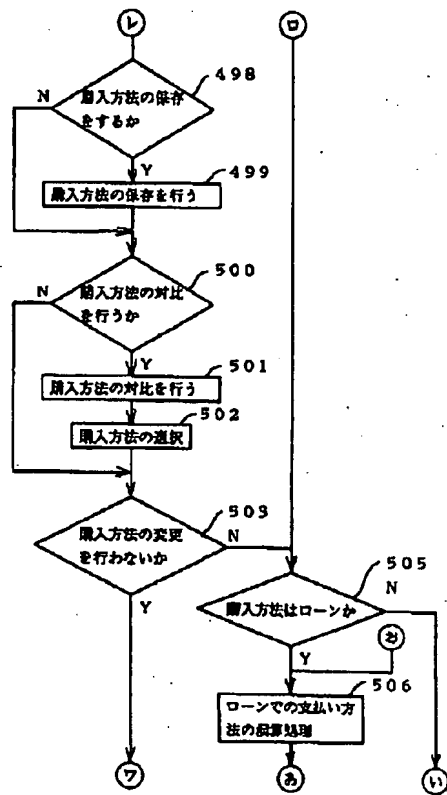 レ
ロ
498
N
購入方法の保存
をするか
Y
499
購入方法の保存を行う
500
N
購入方法の対比
を行うか
Y
501
購入方法の対比を行う
502
購入方法の選択
503
購入方法の変更
を行わないか
N
Y
505
N
購入方法はローンか
お
Y
506
ローンでの支払い方
法の演算処理
ワ
あ
い